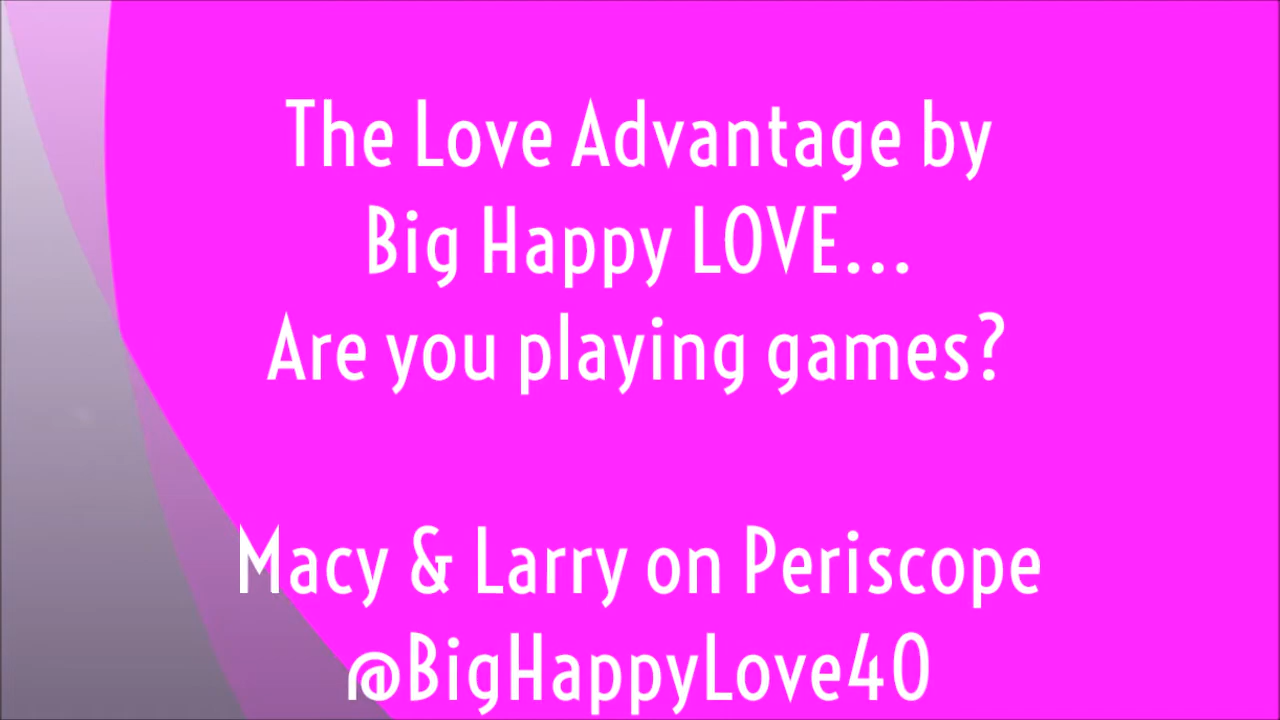 The Love Advantage by
Big Happy LOVE...
Are you playing games?
Macy & Larry on Periscope
@BigHappyLove40